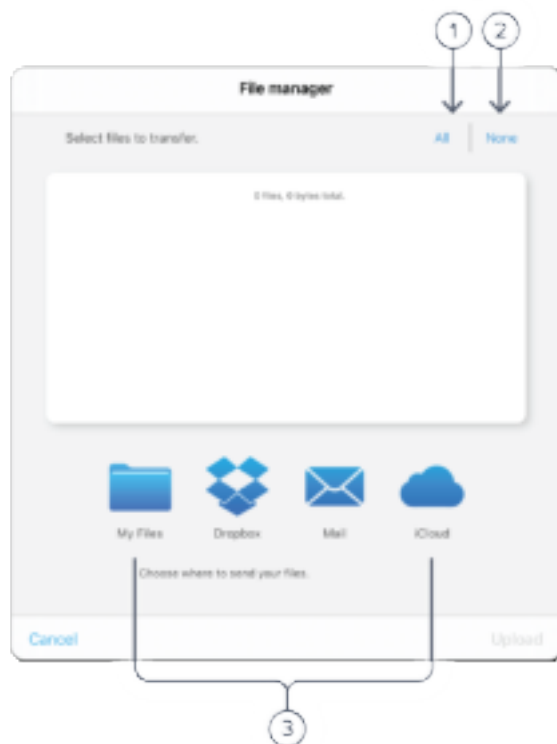 1 2
File manager
Select files to transfer. All None
0 files, 0 bytes total.
My Files Dropbox Mail iCloud
Choose where to send your files.
Cancel Upload
3